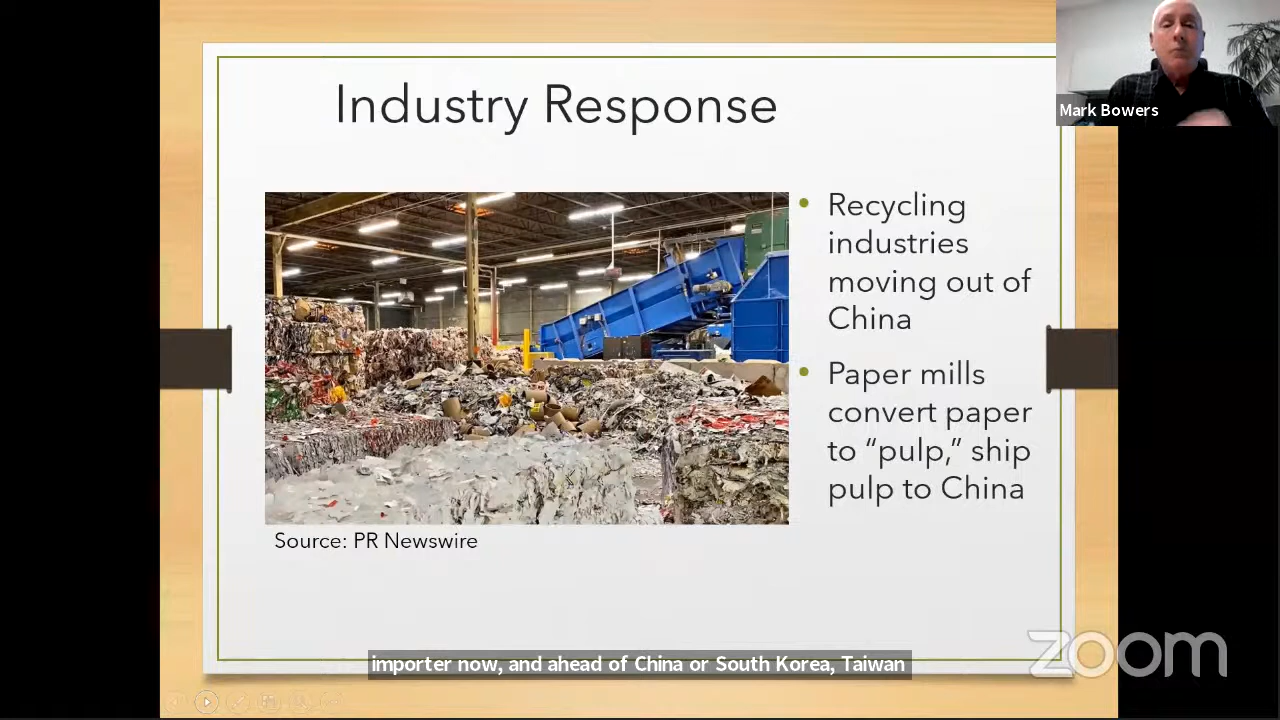 Industry Response
Mark Bowers
Recycling
industries
moving out of
China
Paper mills
convert paper
to “pulp,” ship
pulp to China
Source: PR Newswire
importer now, and ahead of China or South Korea, Taiwan
zoom